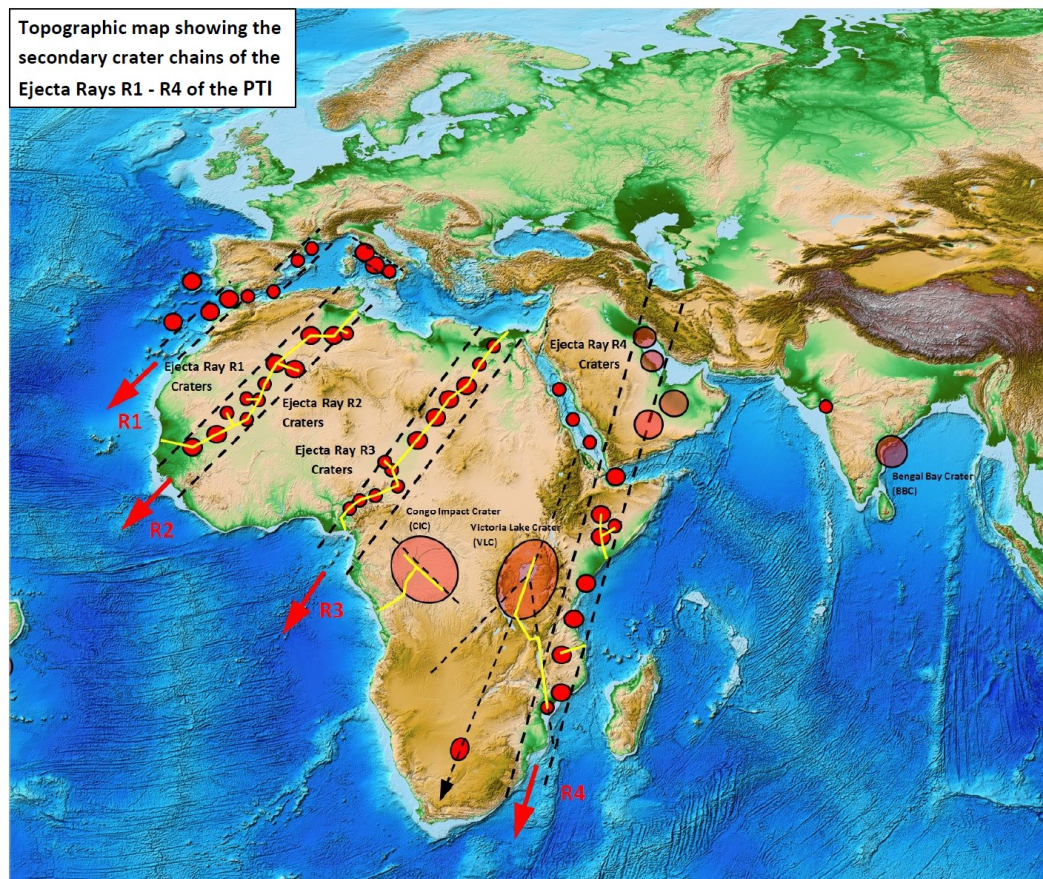 Topographic map showing the
secondary crater chains of the
Ejecta Rays R1 - R4 of the PTI
Ejecta Ray R4
Craters
Ejecta Ray R1
Craters
R1
Ejecta Ray R2
Craters
Ejecta Ray R3
Craters
R2
Bengal Bay Crater
(BBC)
Congo Impact Crater
(CIC)
Victoria Lake Crater
(VLC)
R3
R4